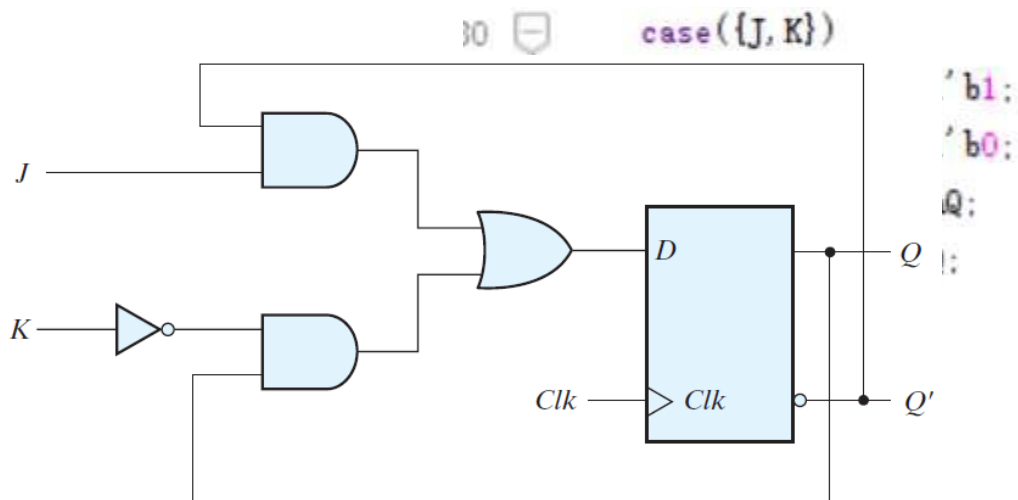 case({J, K})
'b1;
'b0;
J
Q;
D
Q
K
Clk
Clk
Q'